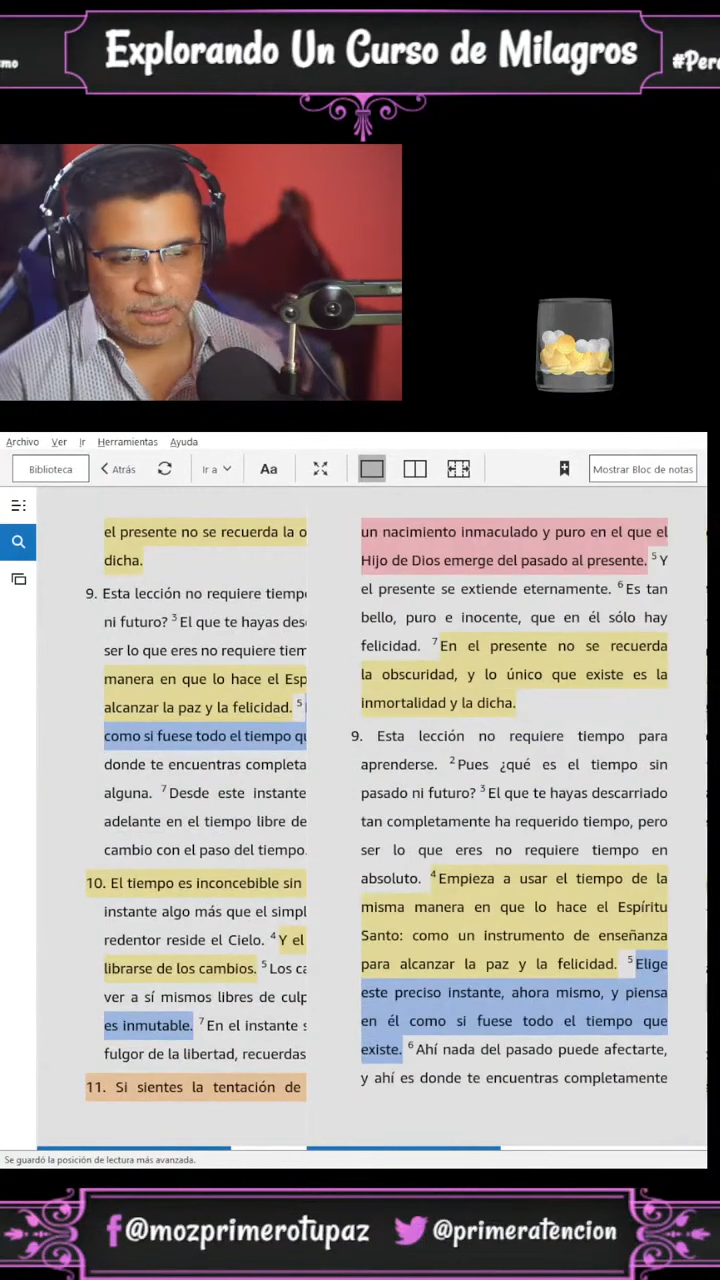 smo
Explorando Un Curso de Milagros
#Perd
Archivo Ver Ir Herramientas Ayuda
Biblioteca Atrás Ir a Aa Mostrar Bloc de notas
el presente no se recuerda la o
dicha.
9. Esta lección no requiere tiempo
ni futuro? 3 El que te hayas des
ser lo que eres no requiere tiem
manera en que lo hace el Esp
alcanzar la paz y la felicidad. 5
como si fuese todo el tiempo qu
donde te encuentras completa
alguna. 7 Desde este instante
adelante en el tiempo libre de
cambio con el paso del tiempo.
10. El tiempo es inconcebible sin
instante algo más que el simpl
redentor reside el Cielo. 4 Y el
librarse de los cambios. 5 Los ca
ver a sí mismos libres de culp
es inmutable. 7 En el instante s
fulgor de la libertad, recuerdas
11. Si sientes la tentación de
un nacimiento inmaculado y puro en el que el
Hijo de Dios emerge del pasado al presente. 5 Y
el presente se extiende eternamente. 6 Es tan
bello, puro e inocente, que en él sólo hay
felicidad. 7 En el presente no se recuerda
la obscuridad, y lo único que existe es la
inmortalidad y la dicha.
9. Esta lección no requiere tiempo para
aprenderse. 2 Pues ¿qué es el tiempo sin
pasado ni futuro? 3 El que te hayas descarriado
tan completamente ha requerido tiempo, pero
ser lo que eres no requiere tiempo en
absoluto. 4 Empieza a usar el tiempo de la
misma manera en que lo hace el Espíritu
Santo: como un instrumento de enseñanza
para alcanzar la paz y la felicidad. 5 Elige
este preciso instante, ahora mismo, y piensa
en él como si fuese todo el tiempo que
existe. 6 Ahí nada del pasado puede afectarte,
y ahí es donde te encuentras completamente
Se guardó la posición de lectura más avanzada.
f @mozprimerotupaz @primeratencion